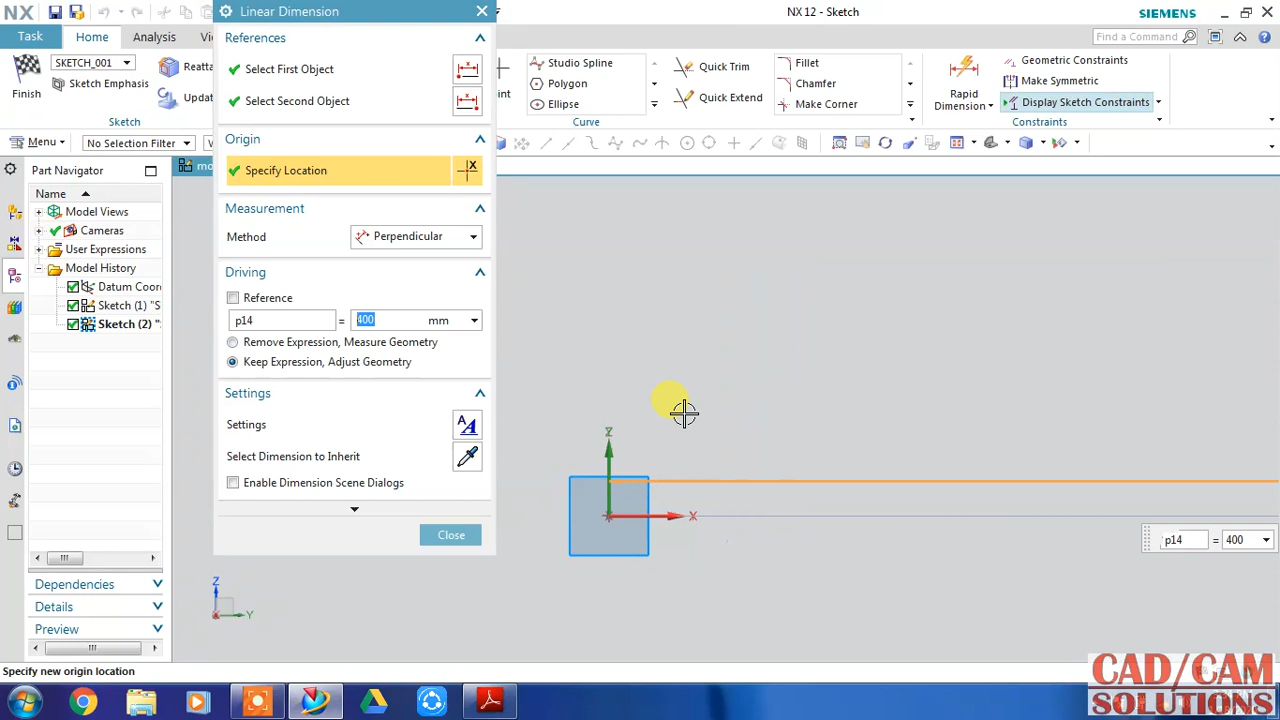 NX
Linear Dimension
NX 12 - Sketch
SIEMENS
Task
Home
Analysis
Find a Command
SKETCH_001
Sketch Emphasis
Finish
Sketch
Studio Spline
Polygon
Ellipse
Quick Trim
Quick Extend
Curve
Fillet
Chamfer
Make Corner
Rapid
Dimension
Geometric Constraints
Make Symmetric
Display Sketch Constraints
Constraints
Menu
No Selection Filter
References
Select First Object
Select Second Object
Origin
Specify Location
X
Measurement
Method
Perpendicular
Driving
Reference
p14
=
400
mm
Remove Expression, Measure Geometry
Keep Expression, Adjust Geometry
Settings
Settings
Select Dimension to Inherit
Enable Dimension Scene Dialogs
Close
Part Navigator
Name
Model Views
Cameras
User Expressions
Model History
Datum Coor
Sketch (1) "S
Sketch (2) "
Dependencies
Details
Preview
Z
X
p14 = 400
Z
Y
X
Specify new origin location
CAD/CAM
SOLUTIONS